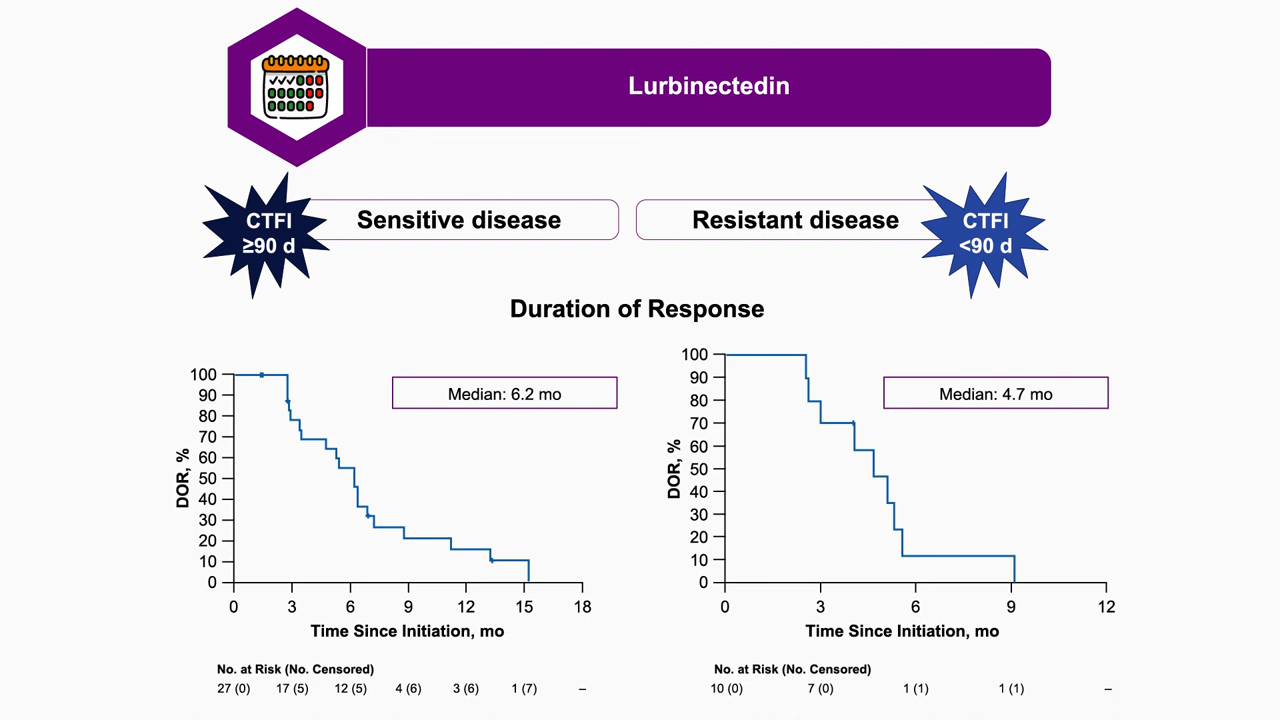 Lurbinectedin
CTFI
≥90 d
Sensitive disease
Resistant disease
CTFI
<90 d
Duration of Response
Median: 6.2 mo
DOR, %
100
90
80
70
60
50
40
30
20
10
0
0 3 6 9 12 15 18
Time Since Initiation, mo
No. at Risk (No. Censored)
27 (0) 17 (5) 12 (5) 4 (6) 3 (6) 1 (7) –
Median: 4.7 mo
DOR, %
100
90
80
70
60
50
40
30
20
10
0
0 3 6 9 12
Time Since Initiation, mo
No. at Risk (No. Censored)
10 (0) 7 (0) 1 (1) 1 (1) –